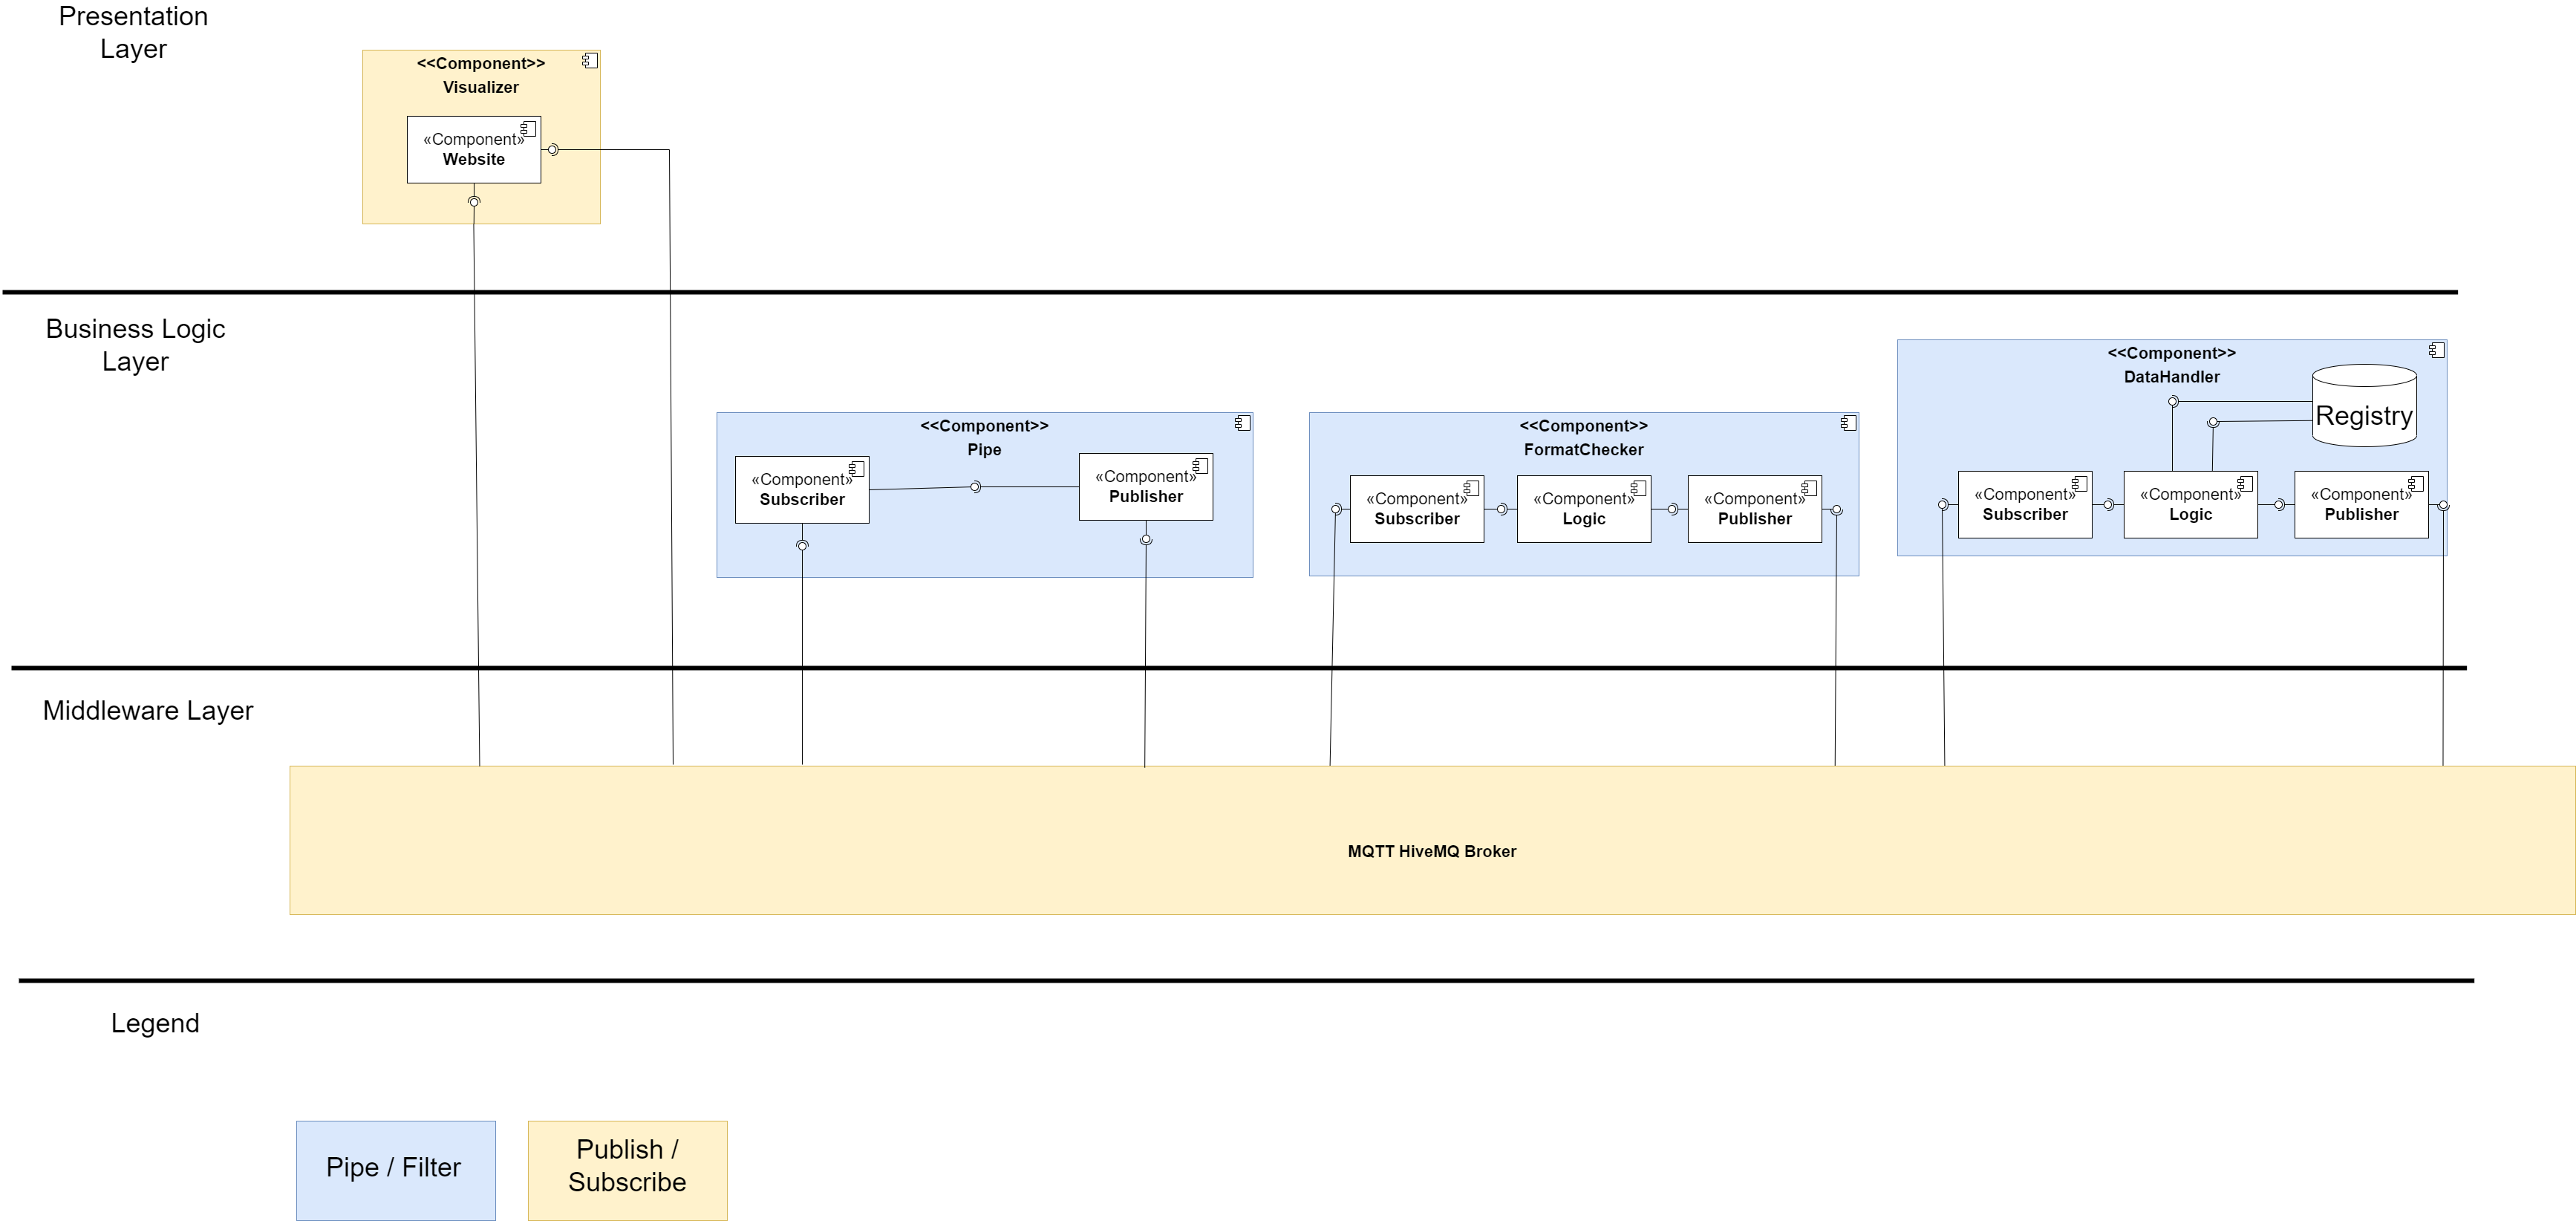 Presentation
Layer
<<Component>>
Visualizer
«Component»
Website
Business Logic
Layer
<<Component>>
Pipe
«Component»
Subscriber
«Component»
Publisher
<<Component>>
FormatChecker
«Component»
Subscriber
«Component»
Logic
«Component»
Publisher
<<Component>>
DataHandler
Registry
«Component»
Subscriber
«Component»
Logic
«Component»
Publisher
Middleware Layer
MQTT HiveMQ Broker
Legend
Pipe / Filter
Publish /
Subscribe